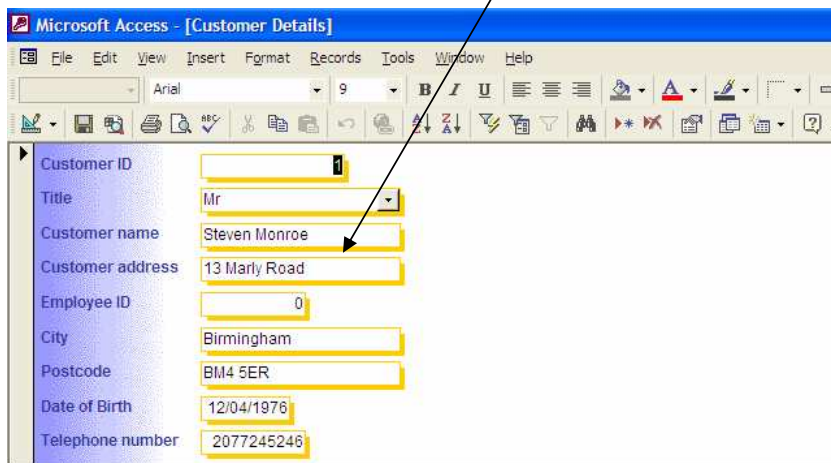 Microsoft Access - [Customer Details]
File Edit View Insert Format Records Tools Window Help
Arial 9 B I U A
ABC A Z Z A
Customer ID 1
Title Mr
Customer name Steven Monroe
Customer address 13 Marly Road
Employee ID 0
City Birmingham
Postcode BM4 5ER
Date of Birth 12/04/1976
Telephone number 2077245246